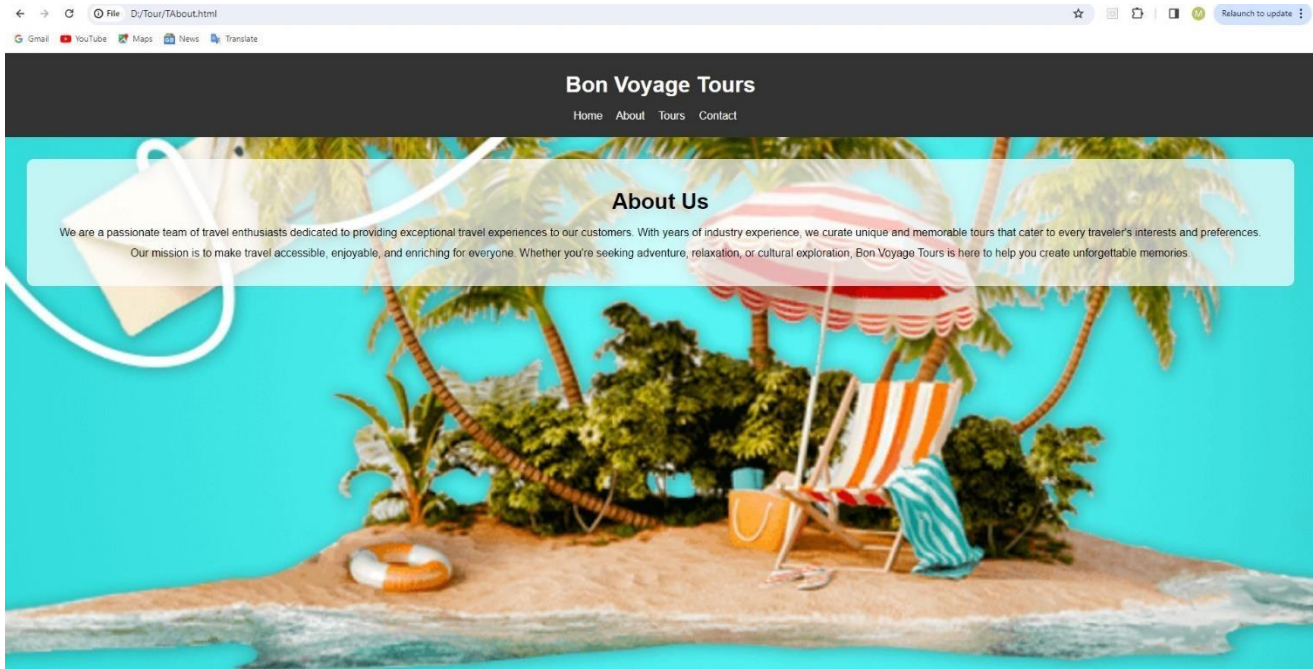 File D:/Tour/TAbout.html
M Relaunch to update
Gmail YouTube Maps News Translate
Bon Voyage Tours
Home About Tours Contact
About Us
We are a passionate team of travel enthusiasts dedicated to providing exceptional travel experiences to our customers. With years of industry experience, we curate unique and memorable tours that cater to every traveler's interests and preferences.
Our mission is to make travel accessible, enjoyable, and enriching for everyone. Whether you're seeking adventure, relaxation, or cultural exploration, Bon Voyage Tours is here to help you create unforgettable memories.